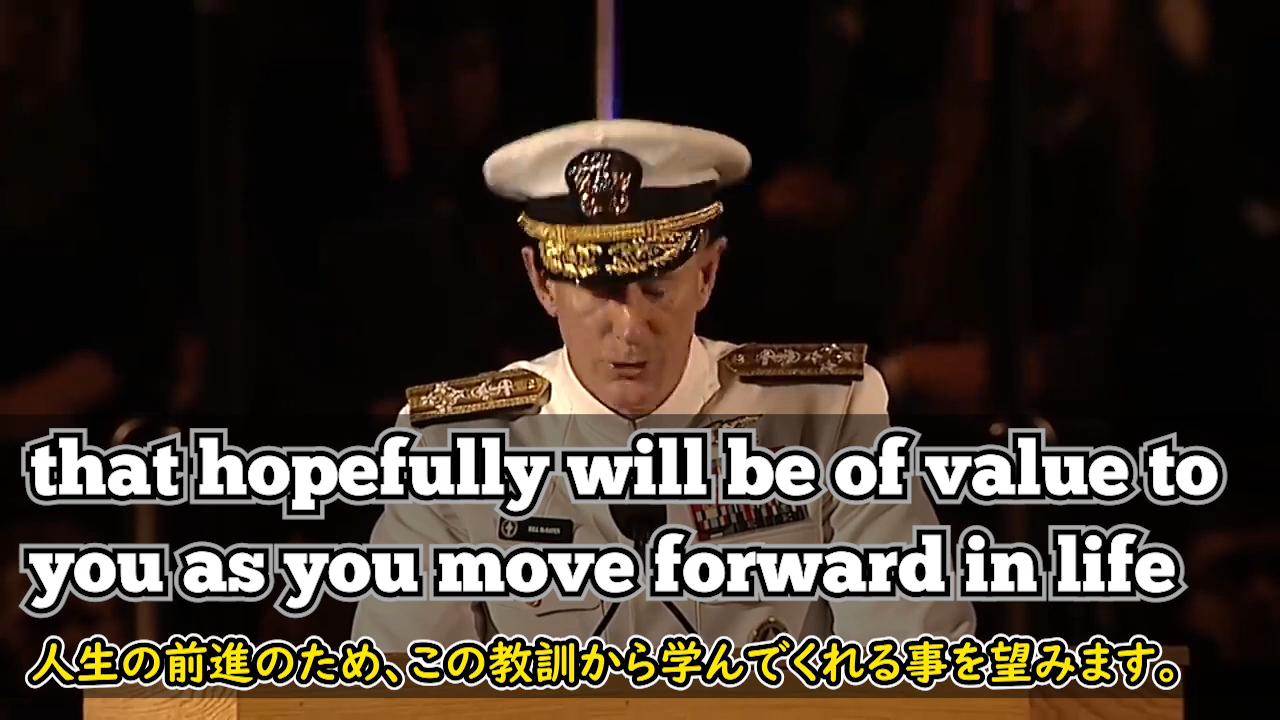 BILL McRAVEN
that hopefully will be of value to
you as you move forward in life
人生の前進のため、この教訓から学んでくれる事を望みます。